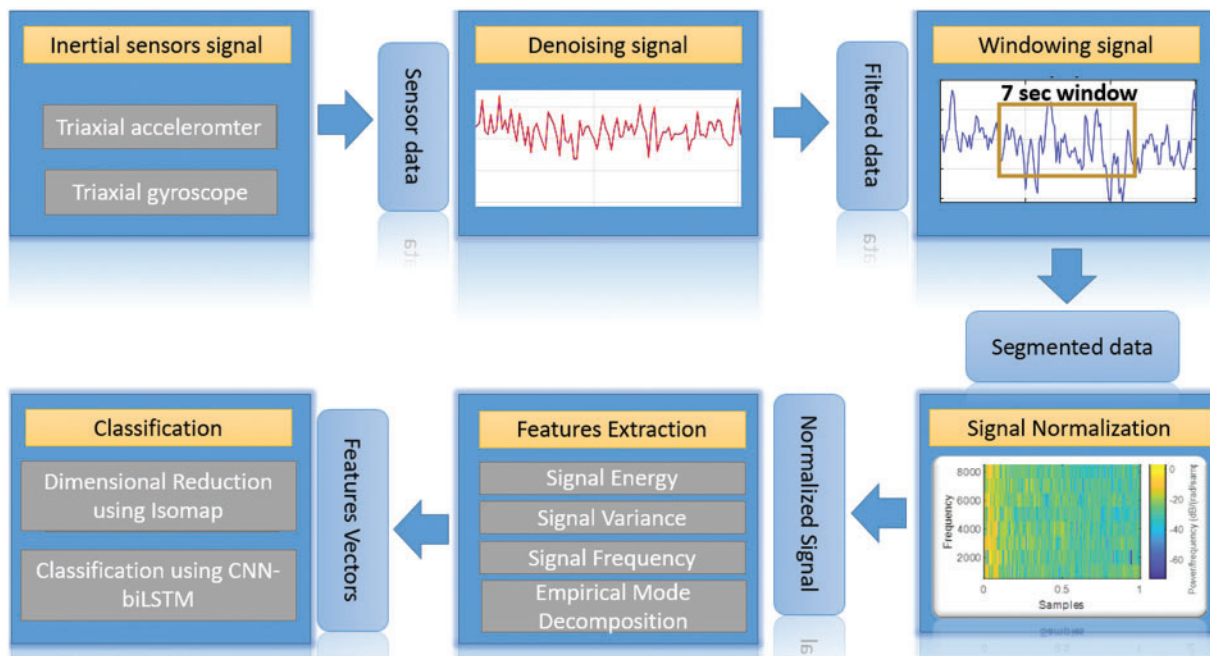 Inertial sensors signal
Triaxial acceleromter
Triaxial gyroscope
Sensor data
Denoising signal
Filtered data
Windowing signal
7 sec window
Segmented data
Signal Normalization
8000
6000
4000
2000
Frequency
0
0.5
1
Samples
0
-20
-40
-60
Normalized Signal
Features Extraction
Signal Energy
Signal Variance
Signal Frequency
Empirical Mode
Decomposition
Features Vectors
Classification
Dimensional Reduction
using Isomap
Classification using CNN-
biLSTM